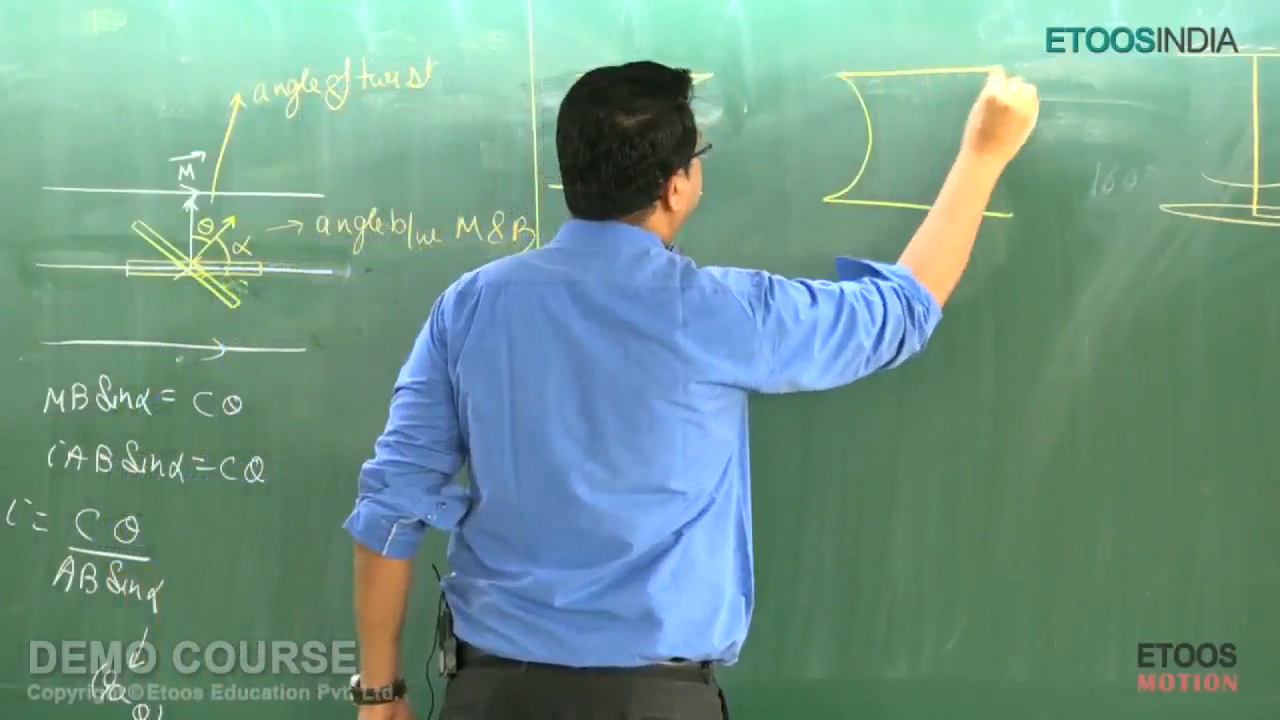 ETOOSINDIA
angle of twist
M
θ
α
→ angle b/w M & B
160
MB Sinα = Cθ
iAB Sinα = Cθ
i = Cθ / AB Sinα
ETOOS
MOTION
DEMO COURSE
Copyright © Etoos Education Pvt. Ltd.